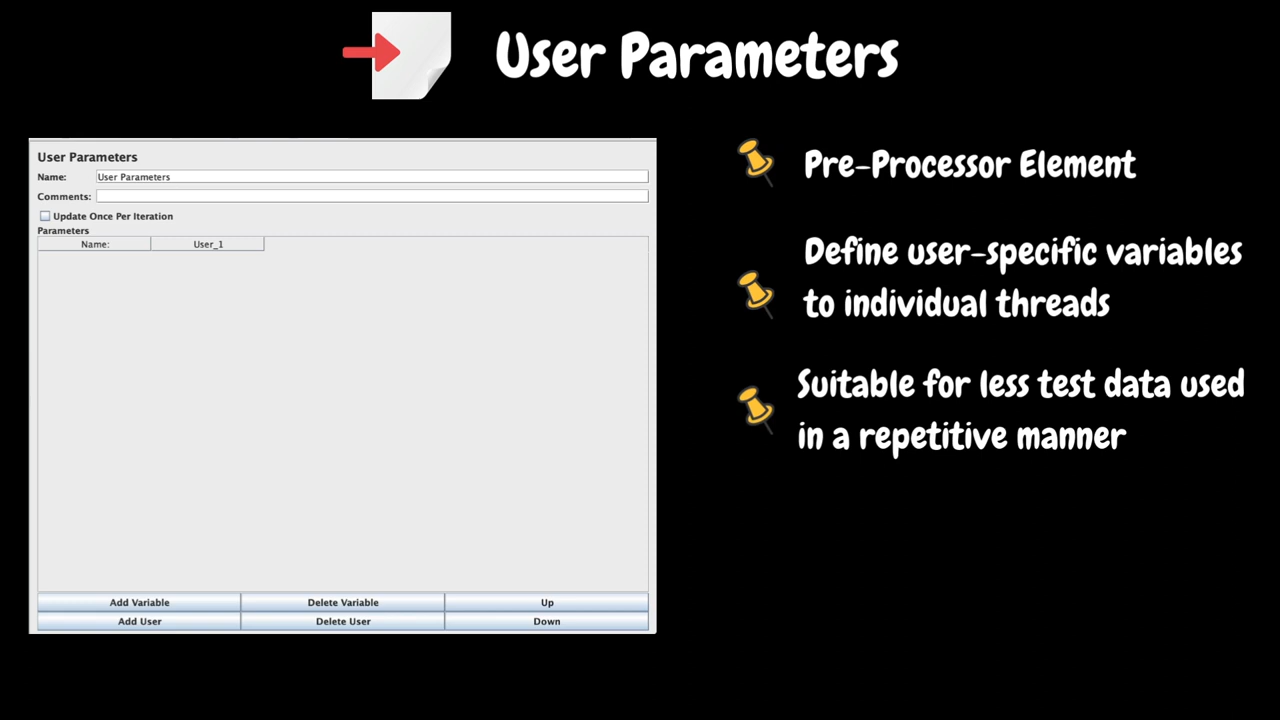 User Parameters
User Parameters
Name: User Parameters
Comments:
Update Once Per Iteration
Parameters
Name: User_1
Add Variable Delete Variable Up
Add User Delete User Down
Pre-Processor Element
Define user-specific variables
to individual threads
Suitable for less test data used
in a repetitive manner